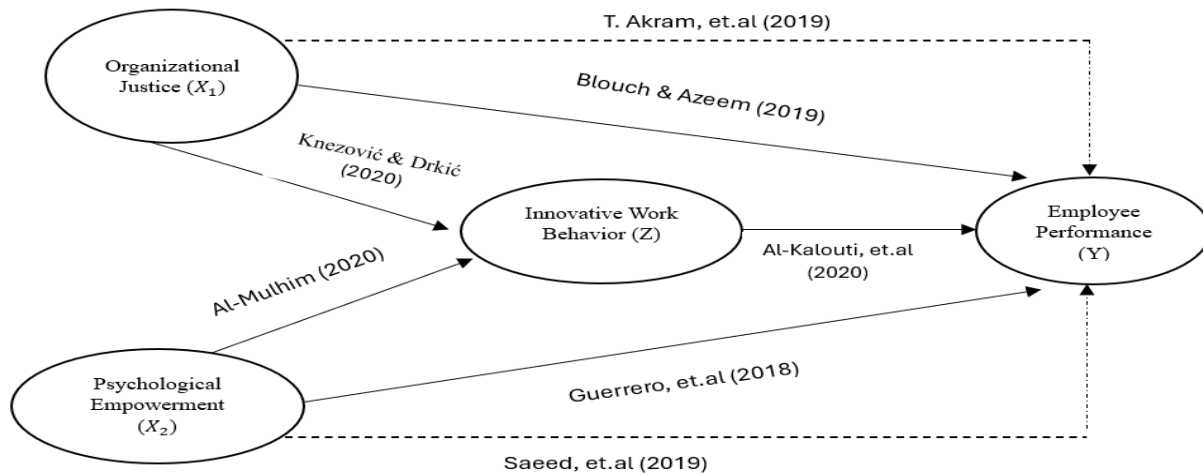 T. Akram, et.al (2019)
Organizational
Justice (X₁)
Blouch & Azeem (2019)
Knezović & Drkić
(2020)
Innovative Work
Behavior (Z)
Employee
Performance
(Y)
Al-Kalouti, et.al
(2020)
Al-Mulhim (2020)
Psychological
Empowerment
(X₂)
Guerrero, et.al (2018)
Saeed, et.al (2019)